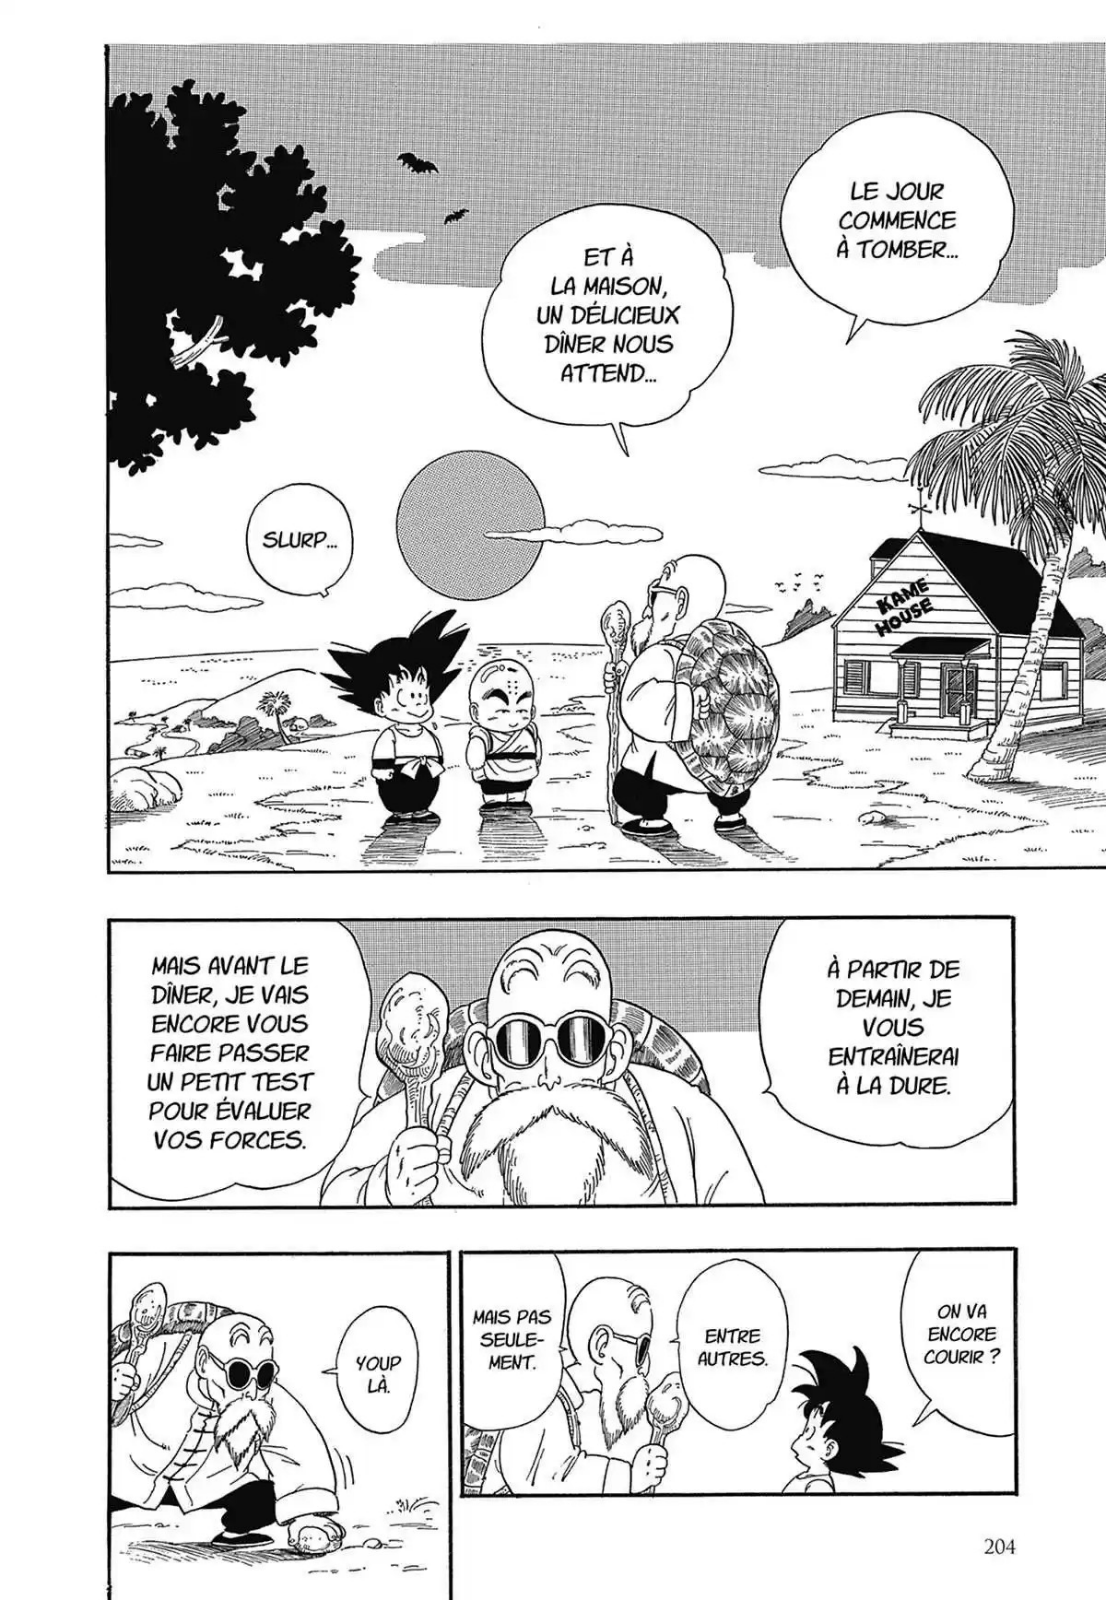 LE JOUR
COMMENCE
À TOMBER...
ET À
LA MAISON,
UN DÉLICIEUX
DÎNER NOUS
ATTEND...
SLURP...
KAME
HOUSE
À PARTIR DE
DEMAIN, JE
VOUS
ENTRAÎNERAI
À LA DURE.
MAIS AVANT LE
DÎNER, JE VAIS
ENCORE VOUS
FAIRE PASSER
UN PETIT TEST
POUR ÉVALUER
VOS FORCES.
ON VA
ENCORE
COURIR ?
ENTRE
AUTRES.
MAIS PAS
SEULE-
MENT.
YOUP
LÀ.
204